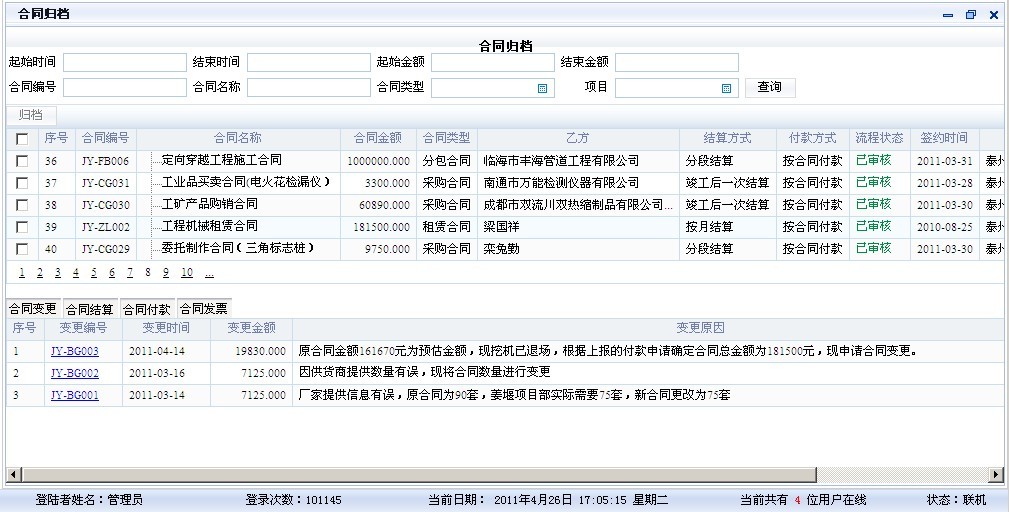 合同归档
合同归档
起始时间 结束时间 起始金额 结束金额
合同编号 合同名称 合同类型 项目 查询
归档
序号 合同编号 合同名称 合同金额 合同类型 乙方 结算方式 付款方式 流程状态 签约时间
36 JY-FB006 定向穿越工程施工合同 1000000.000 分包合同 临海市丰海管道工程有限公司 分段结算 按合同付款 已审核 2011-03-31 泰州
37 JY-CG031 工业品买卖合同(电火花检漏仪) 3300.000 采购合同 南通市万能检测仪器有限公司 竣工后一次结算 按合同付款 已审核 2011-03-28 泰州
38 JY-CG030 工矿产品购销合同 60890.000 采购合同 成都市双流川双热缩制品有限公司... 竣工后一次结算 按合同付款 已审核 2011-03-30 泰州
39 JY-ZL002 工程机械租赁合同 181500.000 租赁合同 梁国祥 按月结算 按合同付款 已审核 2010-08-25 泰州
40 JY-CG029 委托制作合同(三角标志桩) 9750.000 采购合同 栾兔勤 分段结算 按合同付款 已审核 2011-03-30 泰州
1 2 3 4 5 6 7 8 9 10 ...
合同变更 合同结算 合同付款 合同发票
序号 变更编号 变更时间 变更金额 变更原因
1 JY-BG003 2011-04-14 19830.000 原合同金额161670元为预估金额，现挖机已退场，根据上报的付款申请确定合同总金额为181500元，现申请合同变更。
2 JY-BG002 2011-03-16 7125.000 因供货商提供数量有误，现将合同数量进行变更
3 JY-BG001 2011-03-14 7125.000 厂家提供信息有误，原合同为90套，姜堰项目部实际需要75套，新合同更改为75套
登陆者姓名：管理员 登录次数：101145 当前日期： 2011年4月26日 17:05:15 星期二 当前共有 4 位用户在线 状态：联机